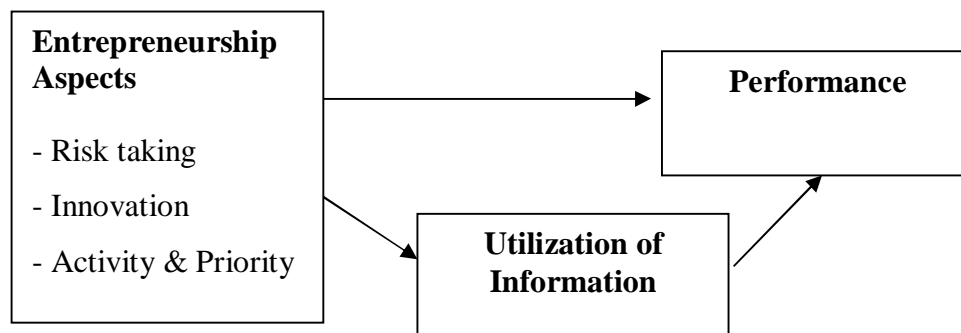 Entrepreneurship
Aspects
- Risk taking
- Innovation
- Activity & Priority
Performance
Utilization of
Information